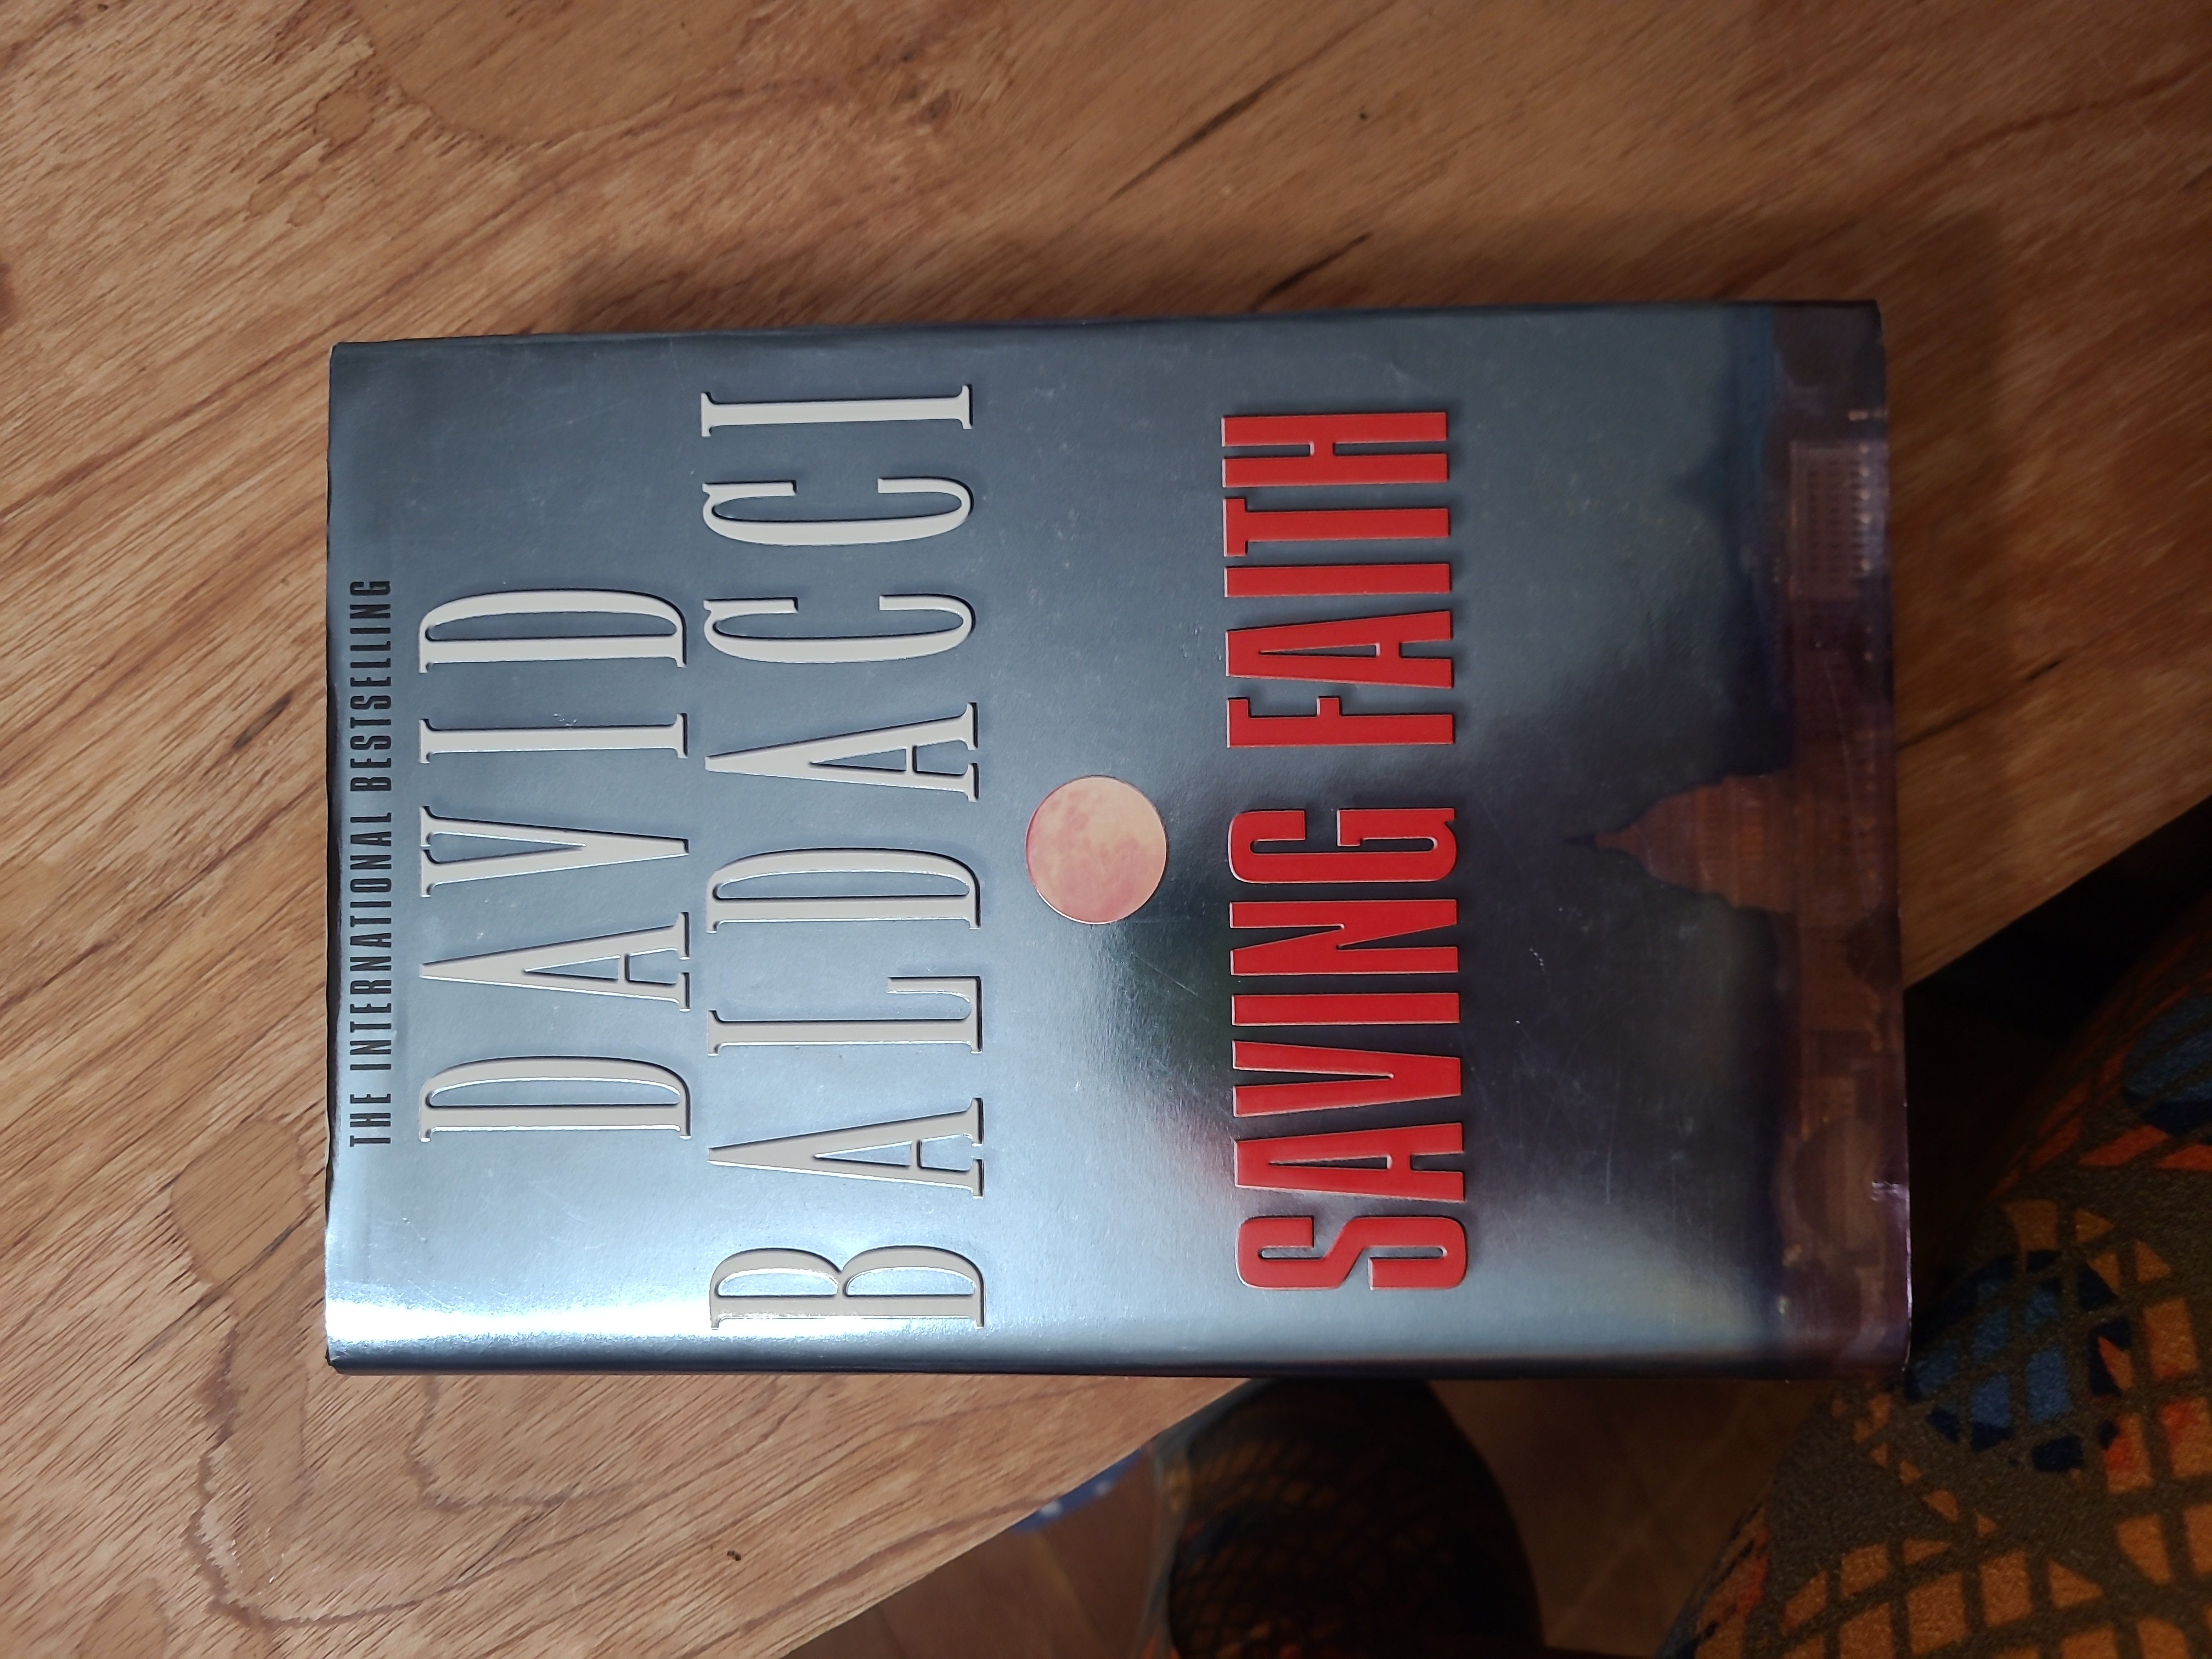 THE INTERNATIONAL BESTSELLING
DAVID
BALDACCI
SAVING FAITH